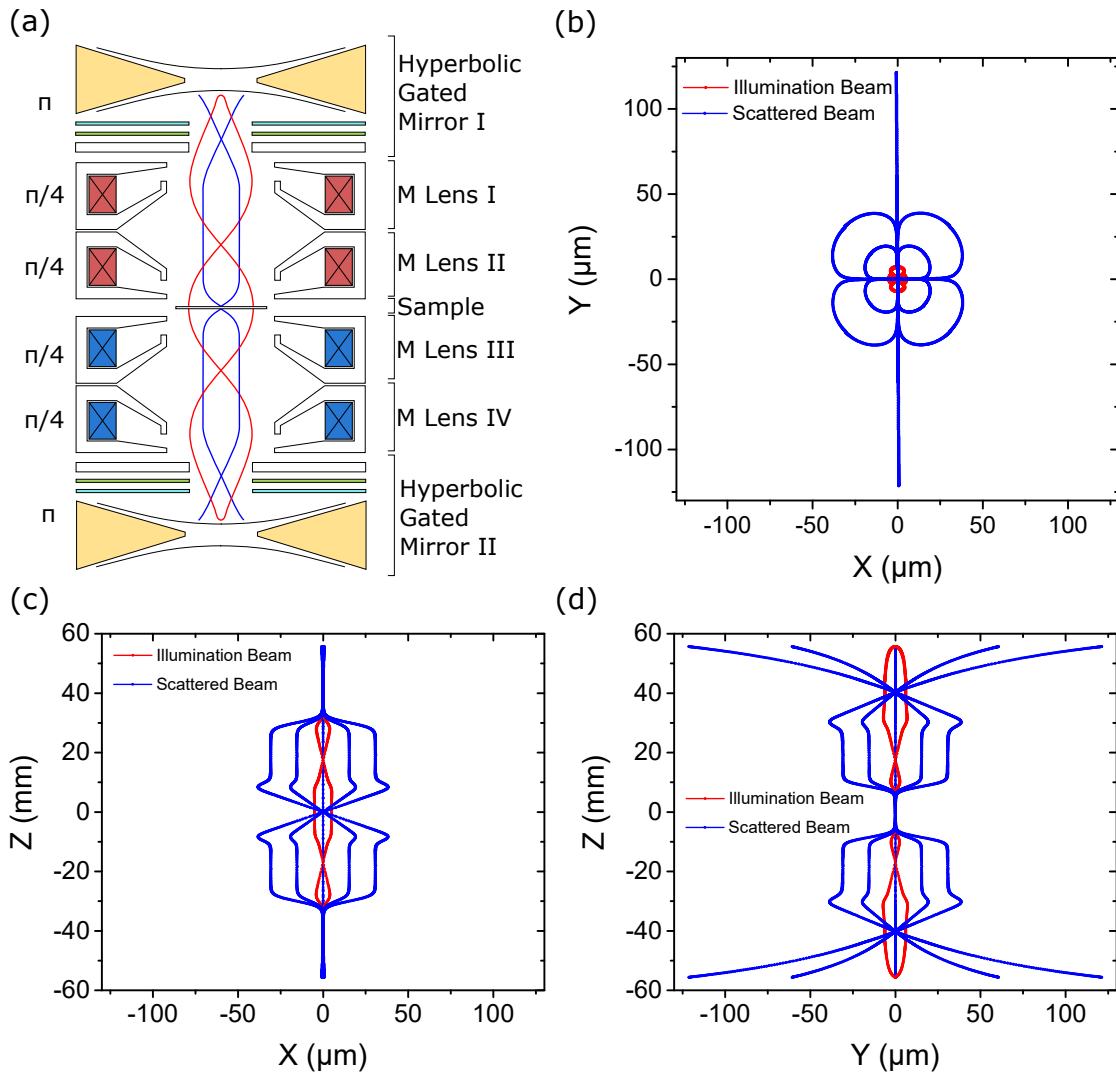 (a)
π
π/4
π/4
π/4
π/4
π
Hyperbolic
Gated
Mirror I
M Lens I
M Lens II
Sample
M Lens III
M Lens IV
Hyperbolic
Gated
Mirror II
(b)
Illumination Beam
Scattered Beam
100
50
0
-50
-100
Y (µm)
-100 -50 0 50 100
X (µm)
(c)
Illumination Beam
Scattered Beam
60
40
20
0
-20
-40
-60
Z (mm)
-100 -50 0 50 100
X (µm)
(d)
Illumination Beam
Scattered Beam
60
40
20
0
-20
-40
-60
Z (mm)
-100 -50 0 50 100
Y (µm)